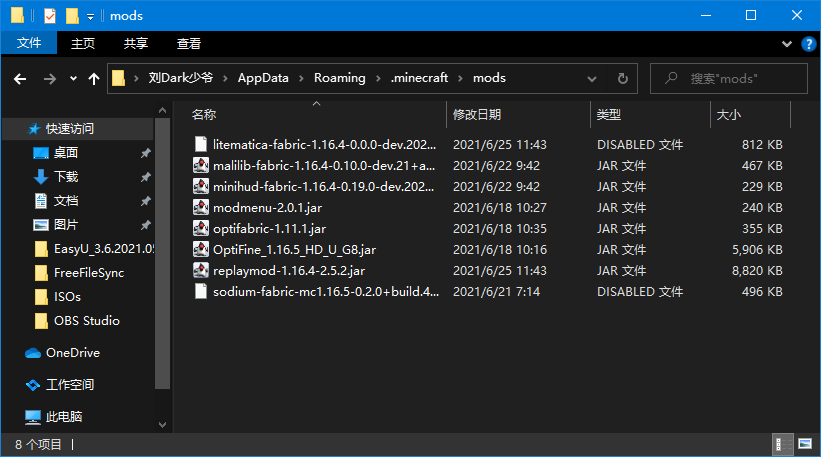 mods
文件 主页 共享 查看
刘Dark少爷 AppData Roaming .minecraft mods 搜索"mods"
名称 修改日期 类型 大小
快速访问
桌面
下载
文档
图片
EasyU_3.6.2021.05
FreeFileSync
ISOs
OBS Studio
OneDrive
工作空间
此电脑
litematica-fabric-1.16.4-0.0.0-dev.202... 2021/6/25 11:43 DISABLED 文件 812 KB
malilib-fabric-1.16.4-0.10.0-dev.21+a... 2021/6/22 9:42 JAR 文件 467 KB
minihud-fabric-1.16.4-0.19.0-dev.202... 2021/6/22 9:42 JAR 文件 229 KB
modmenu-2.0.1.jar 2021/6/18 10:27 JAR 文件 240 KB
optifabric-1.11.1.jar 2021/6/18 10:35 JAR 文件 355 KB
OptiFine_1.16.5_HD_U_G8.jar 2021/6/18 10:16 JAR 文件 5,906 KB
replaymod-1.16.4-2.5.2.jar 2021/6/25 11:43 JAR 文件 8,820 KB
sodium-fabric-mc1.16.5-0.2.0+build.4... 2021/6/21 7:14 DISABLED 文件 496 KB
8 个项目